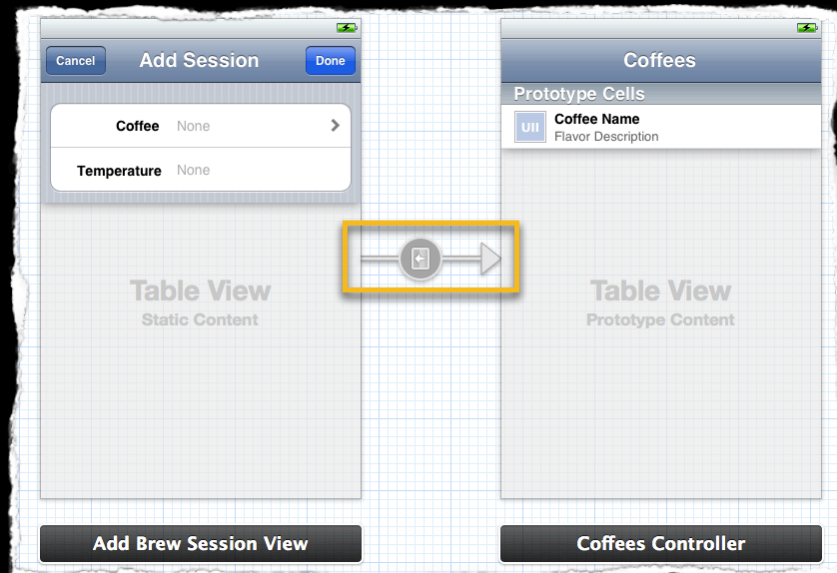 Cancel
Add Session
Done
Coffee None
Temperature None
Table View
Static Content
Add Brew Session View
Coffees
Prototype Cells
UII
Coffee Name
Flavor Description
Table View
Prototype Content
Coffees Controller